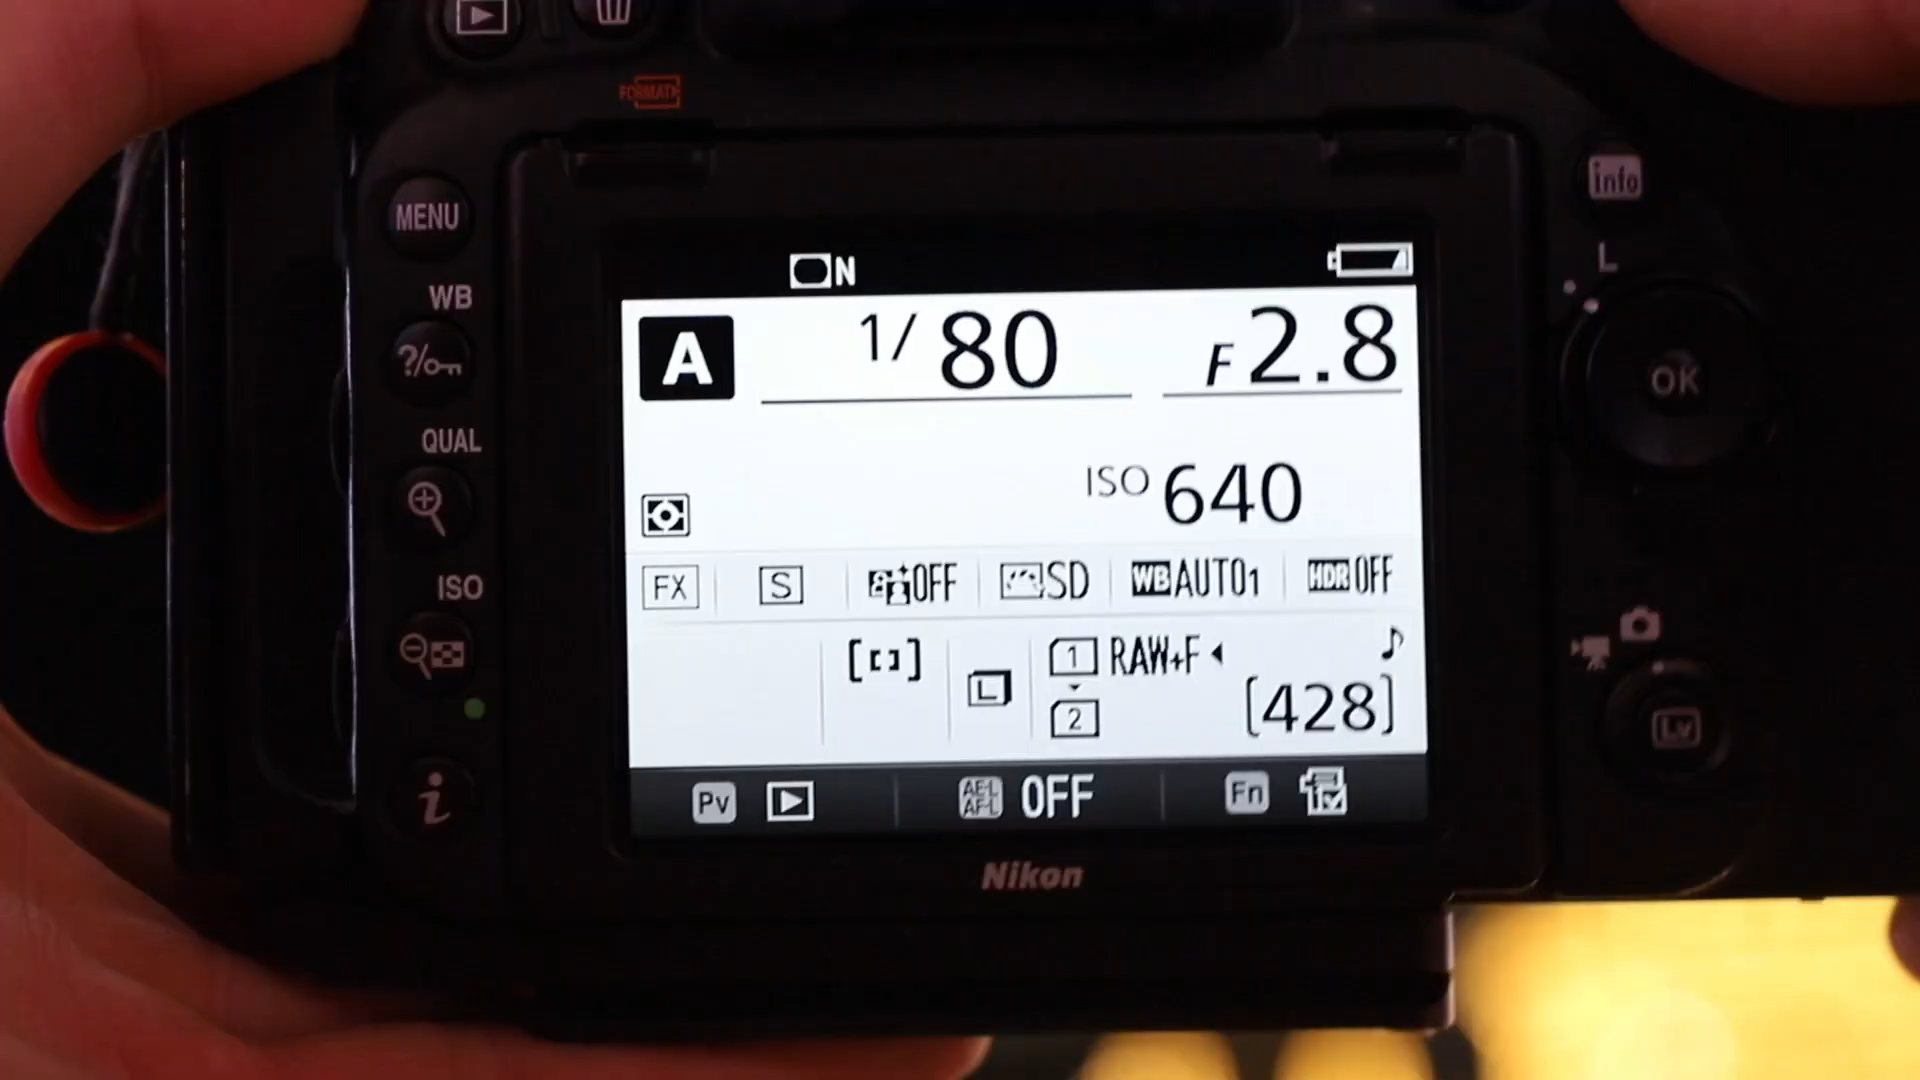 FORMAT
info
MENU
L
WB
N
A 1/80 F2.8
?
OK
QUAL
ISO 640
ISO
FX S OFF SD WB AUTO1 HDR OFF
1 RAW+F
L
2 [428]
Lv
i
Pv AE-L AF-L OFF Fn
Nikon